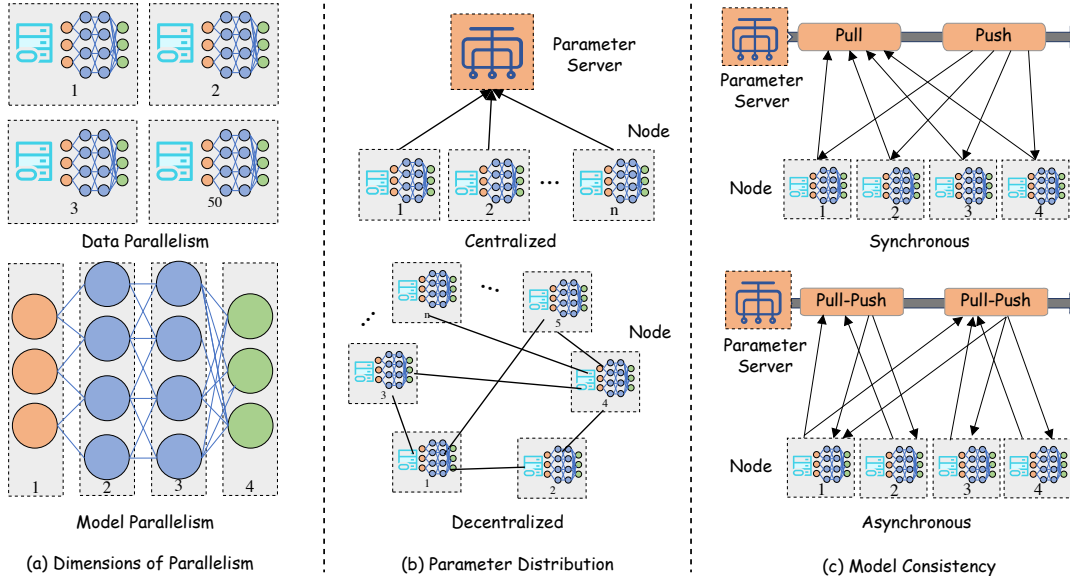 1
2
3
50
Data Parallelism
1
2
3
4
Model Parallelism
(a) Dimensions of Parallelism
Parameter
Server
Node
1
2
...
n
Centralized
n
...
5
Node
...
3
4
1
2
Decentralized
(b) Parameter Distribution
Pull
Push
Parameter
Server
Node
1
2
3
4
Synchronous
Pull-Push
Pull-Push
Parameter
Server
Node
1
2
3
4
Asynchronous
(c) Model Consistency